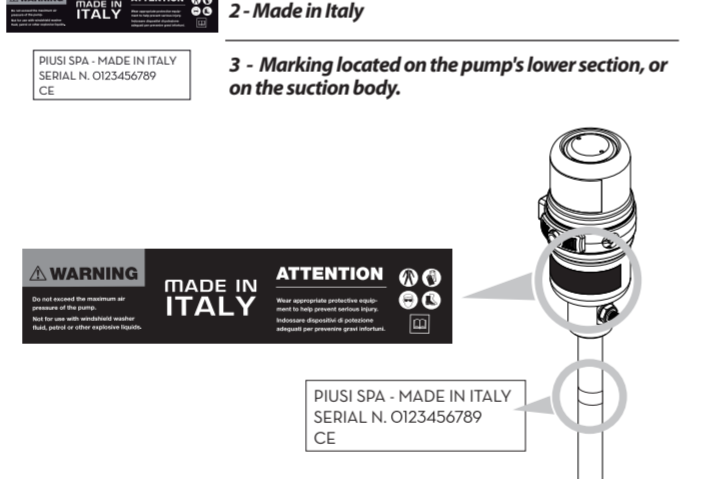 MADE IN
ITALY
2 - Made in Italy
PIUSI SPA - MADE IN ITALY
SERIAL N. 0123456789
CE
3 - Marking located on the pump's lower section, or
on the suction body.
WARNING
Do not exceed the maximum air
pressure of the pump.
Not for use with windshield washer
fluid, petrol or other explosive liquids.
MADE IN
ITALY
ATTENTION
Wear appropriate protective equip-
ment to help prevent serious injury.
Indossare dispositivi di potezione
adeguati per prevenire gravi infortuni.
PIUSI SPA - MADE IN ITALY
SERIAL N. 0123456789
CE